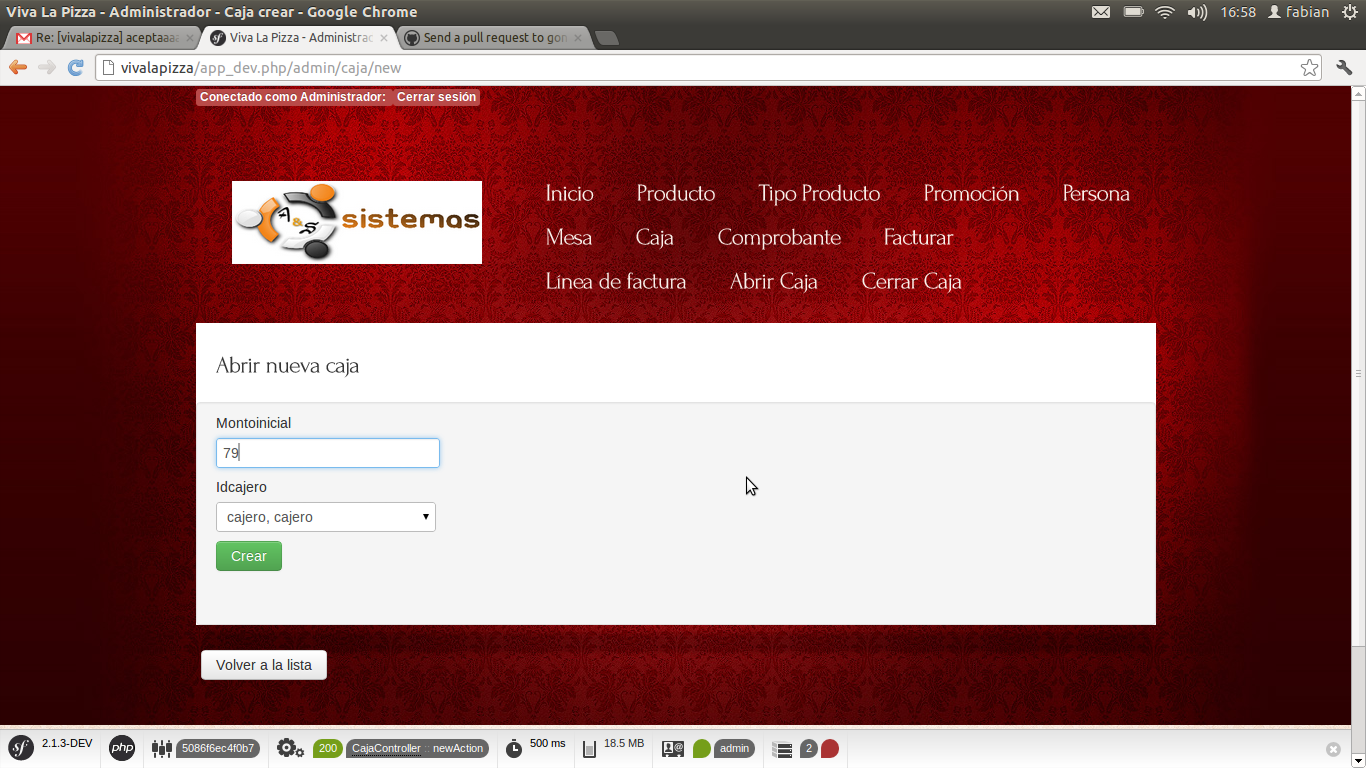 Viva La Pizza - Administrador - Caja crear - Google Chrome
16:58 fabian
Re: [vivalapizza] aceptaaaa
Viva La Pizza - Administrac
Send a pull request to gon
vivalapizza/app_dev.php/admin/caja/new
Conectado como Administrador: Cerrar sesión
A & S sistemas
Inicio Producto Tipo Producto Promoción Persona
Mesa Caja Comprobante Facturar
Línea de factura Abrir Caja Cerrar Caja
Abrir nueva caja
Montoinicial
79
Idcajero
cajero, cajero
Crear
Volver a la lista
sf 2.1.3-DEV php 5086f6ec4f0b7 200 CajaController :: newAction 500 ms 18.5 MB admin 2